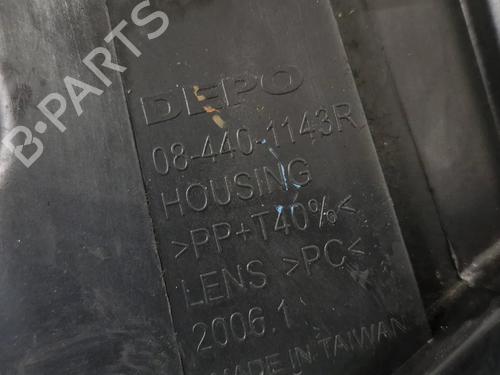 B-PARTS
DEPO
08-440-1143R
HOUSING
>PP+T40%<
LENS >PC<
2006.1
MADE IN TAIWAN